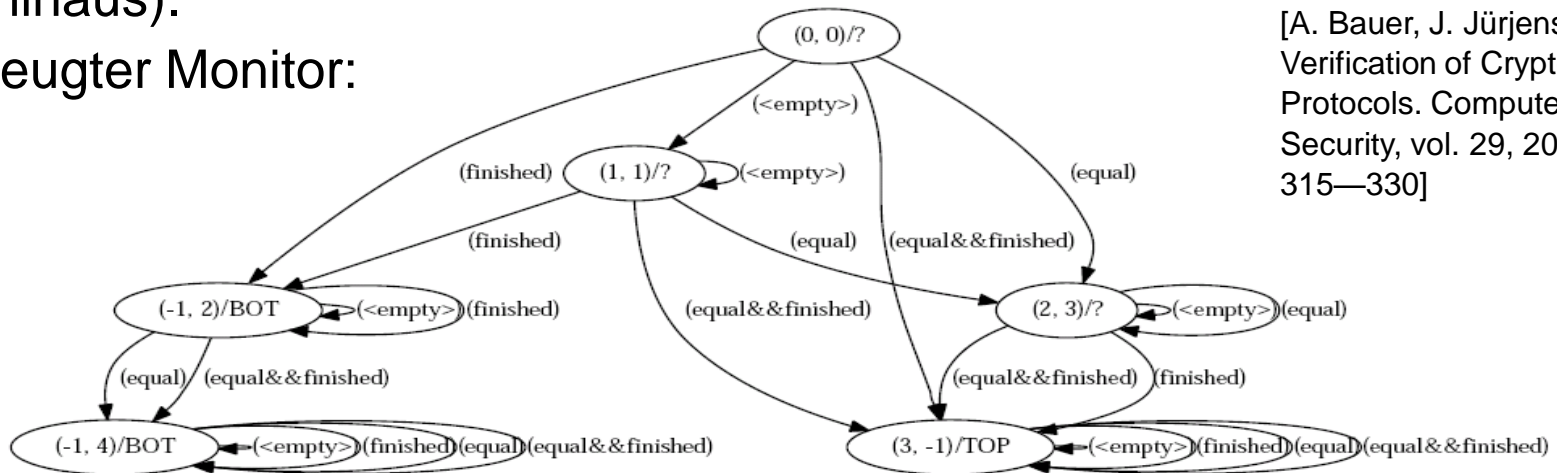 llhaus).
eugter Monitor:
[A. Bauer, J. Jürjens
Verification of Crypt
Protocols. Compute
Security, vol. 29, 20
315—330]
(0, 0)/?
(<empty>)
(finished)
(1, 1)/?
(<empty>)
(equal)
(finished)
(equal)
(equal&&finished)
(-1, 2)/BOT
(<empty>)
(finished)
(equal&&finished)
(2, 3)/?
(<empty>)
(equal)
(equal)
(equal&&finished)
(equal&&finished)
(finished)
(-1, 4)/BOT
(<empty>)
(finished)
(equal)
(equal&&finished)
(3, -1)/TOP
(<empty>)
(finished)
(equal)
(equal&&finished)